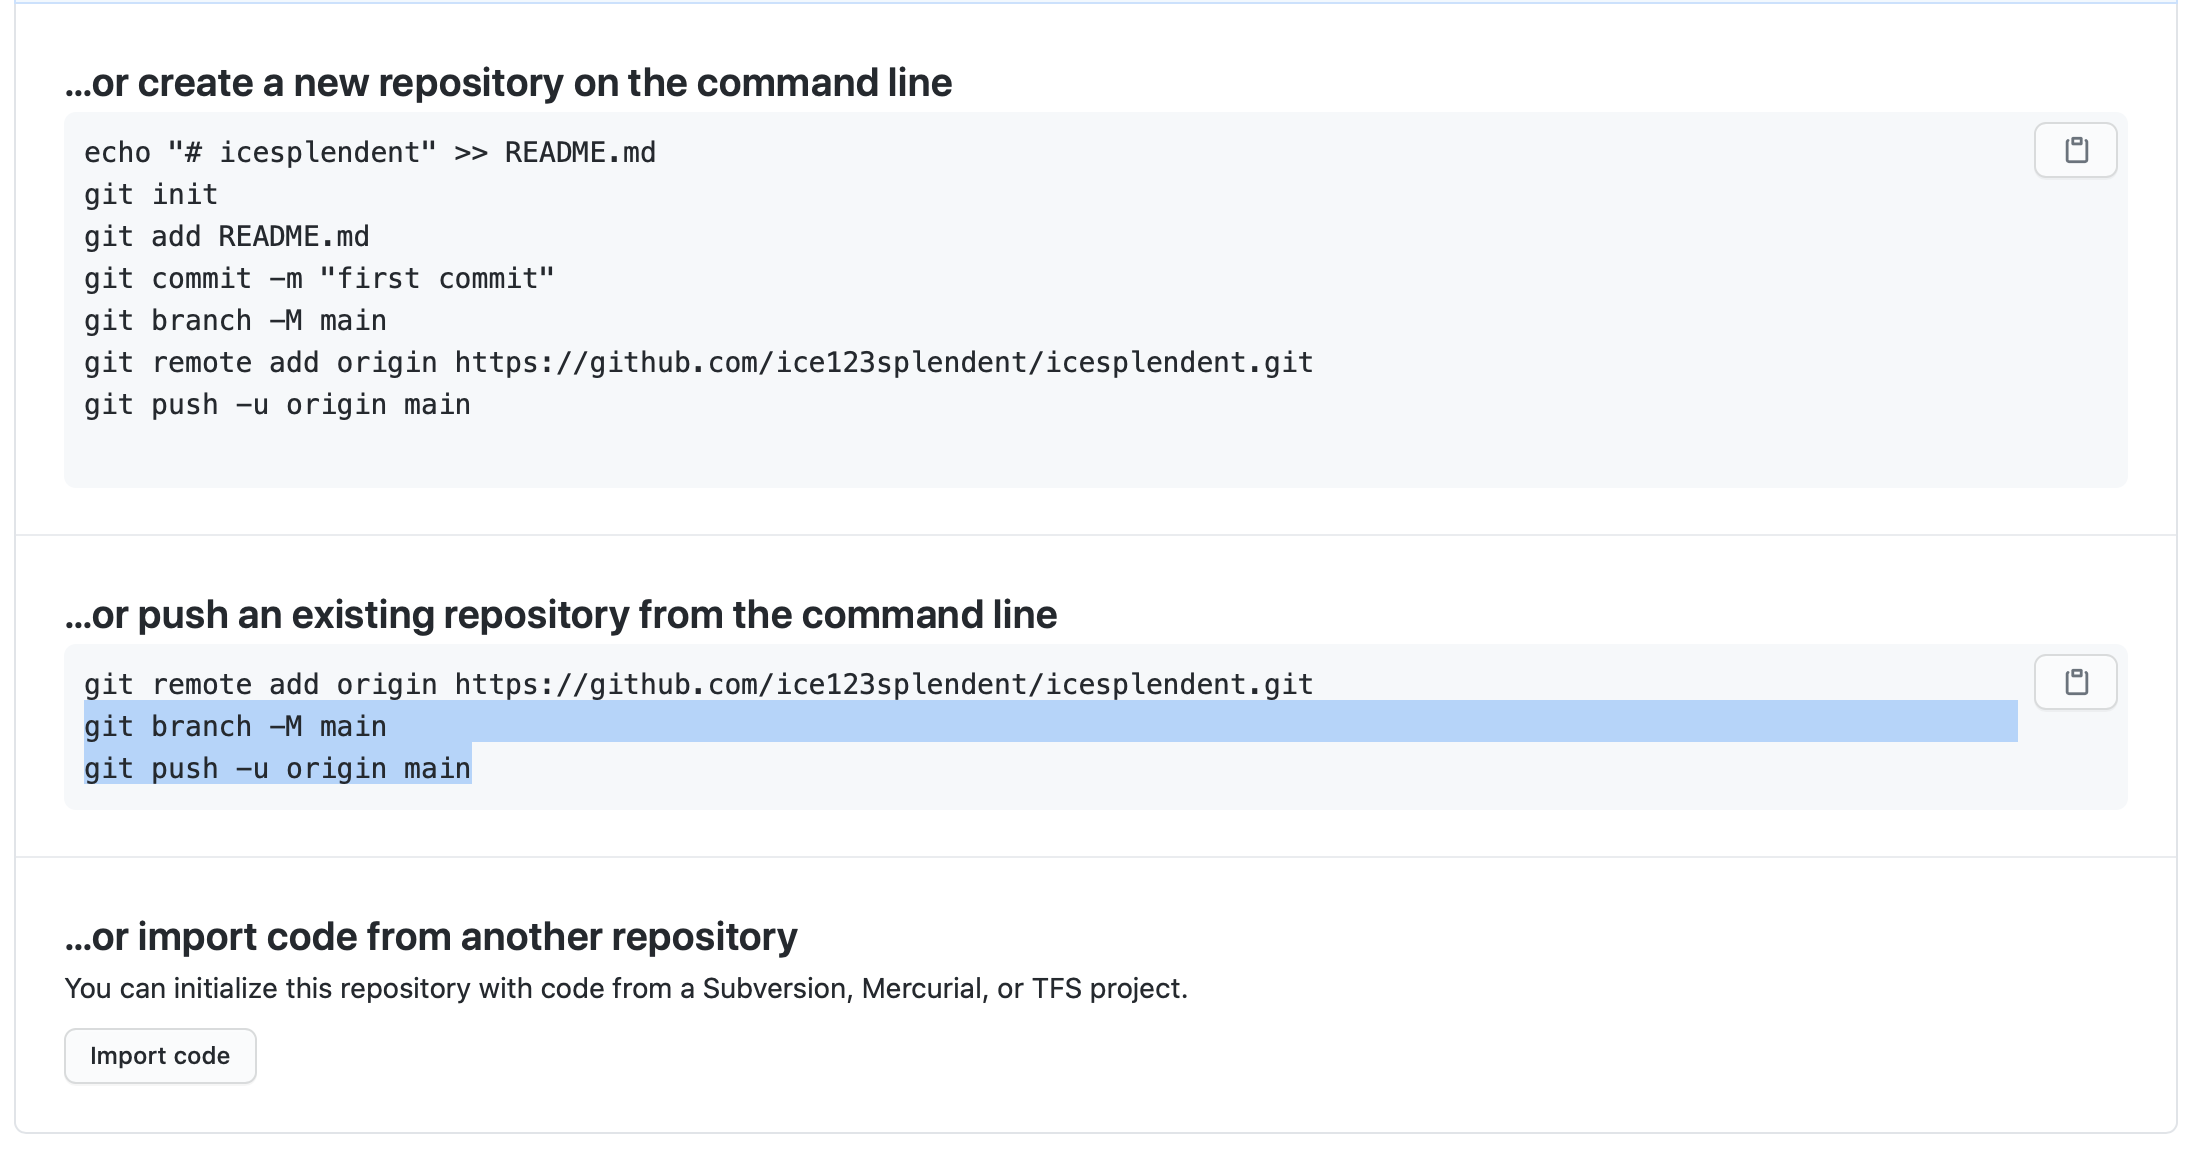 ...or create a new repository on the command line
echo "# icesplendent" >> README.md
git init
git add README.md
git commit -m "first commit"
git branch -M main
git remote add origin https://github.com/ice123splendent/icesplendent.git
git push -u origin main
...or push an existing repository from the command line
git remote add origin https://github.com/ice123splendent/icesplendent.git
git branch -M main
git push -u origin main
...or import code from another repository
You can initialize this repository with code from a Subversion, Mercurial, or TFS project.
Import code